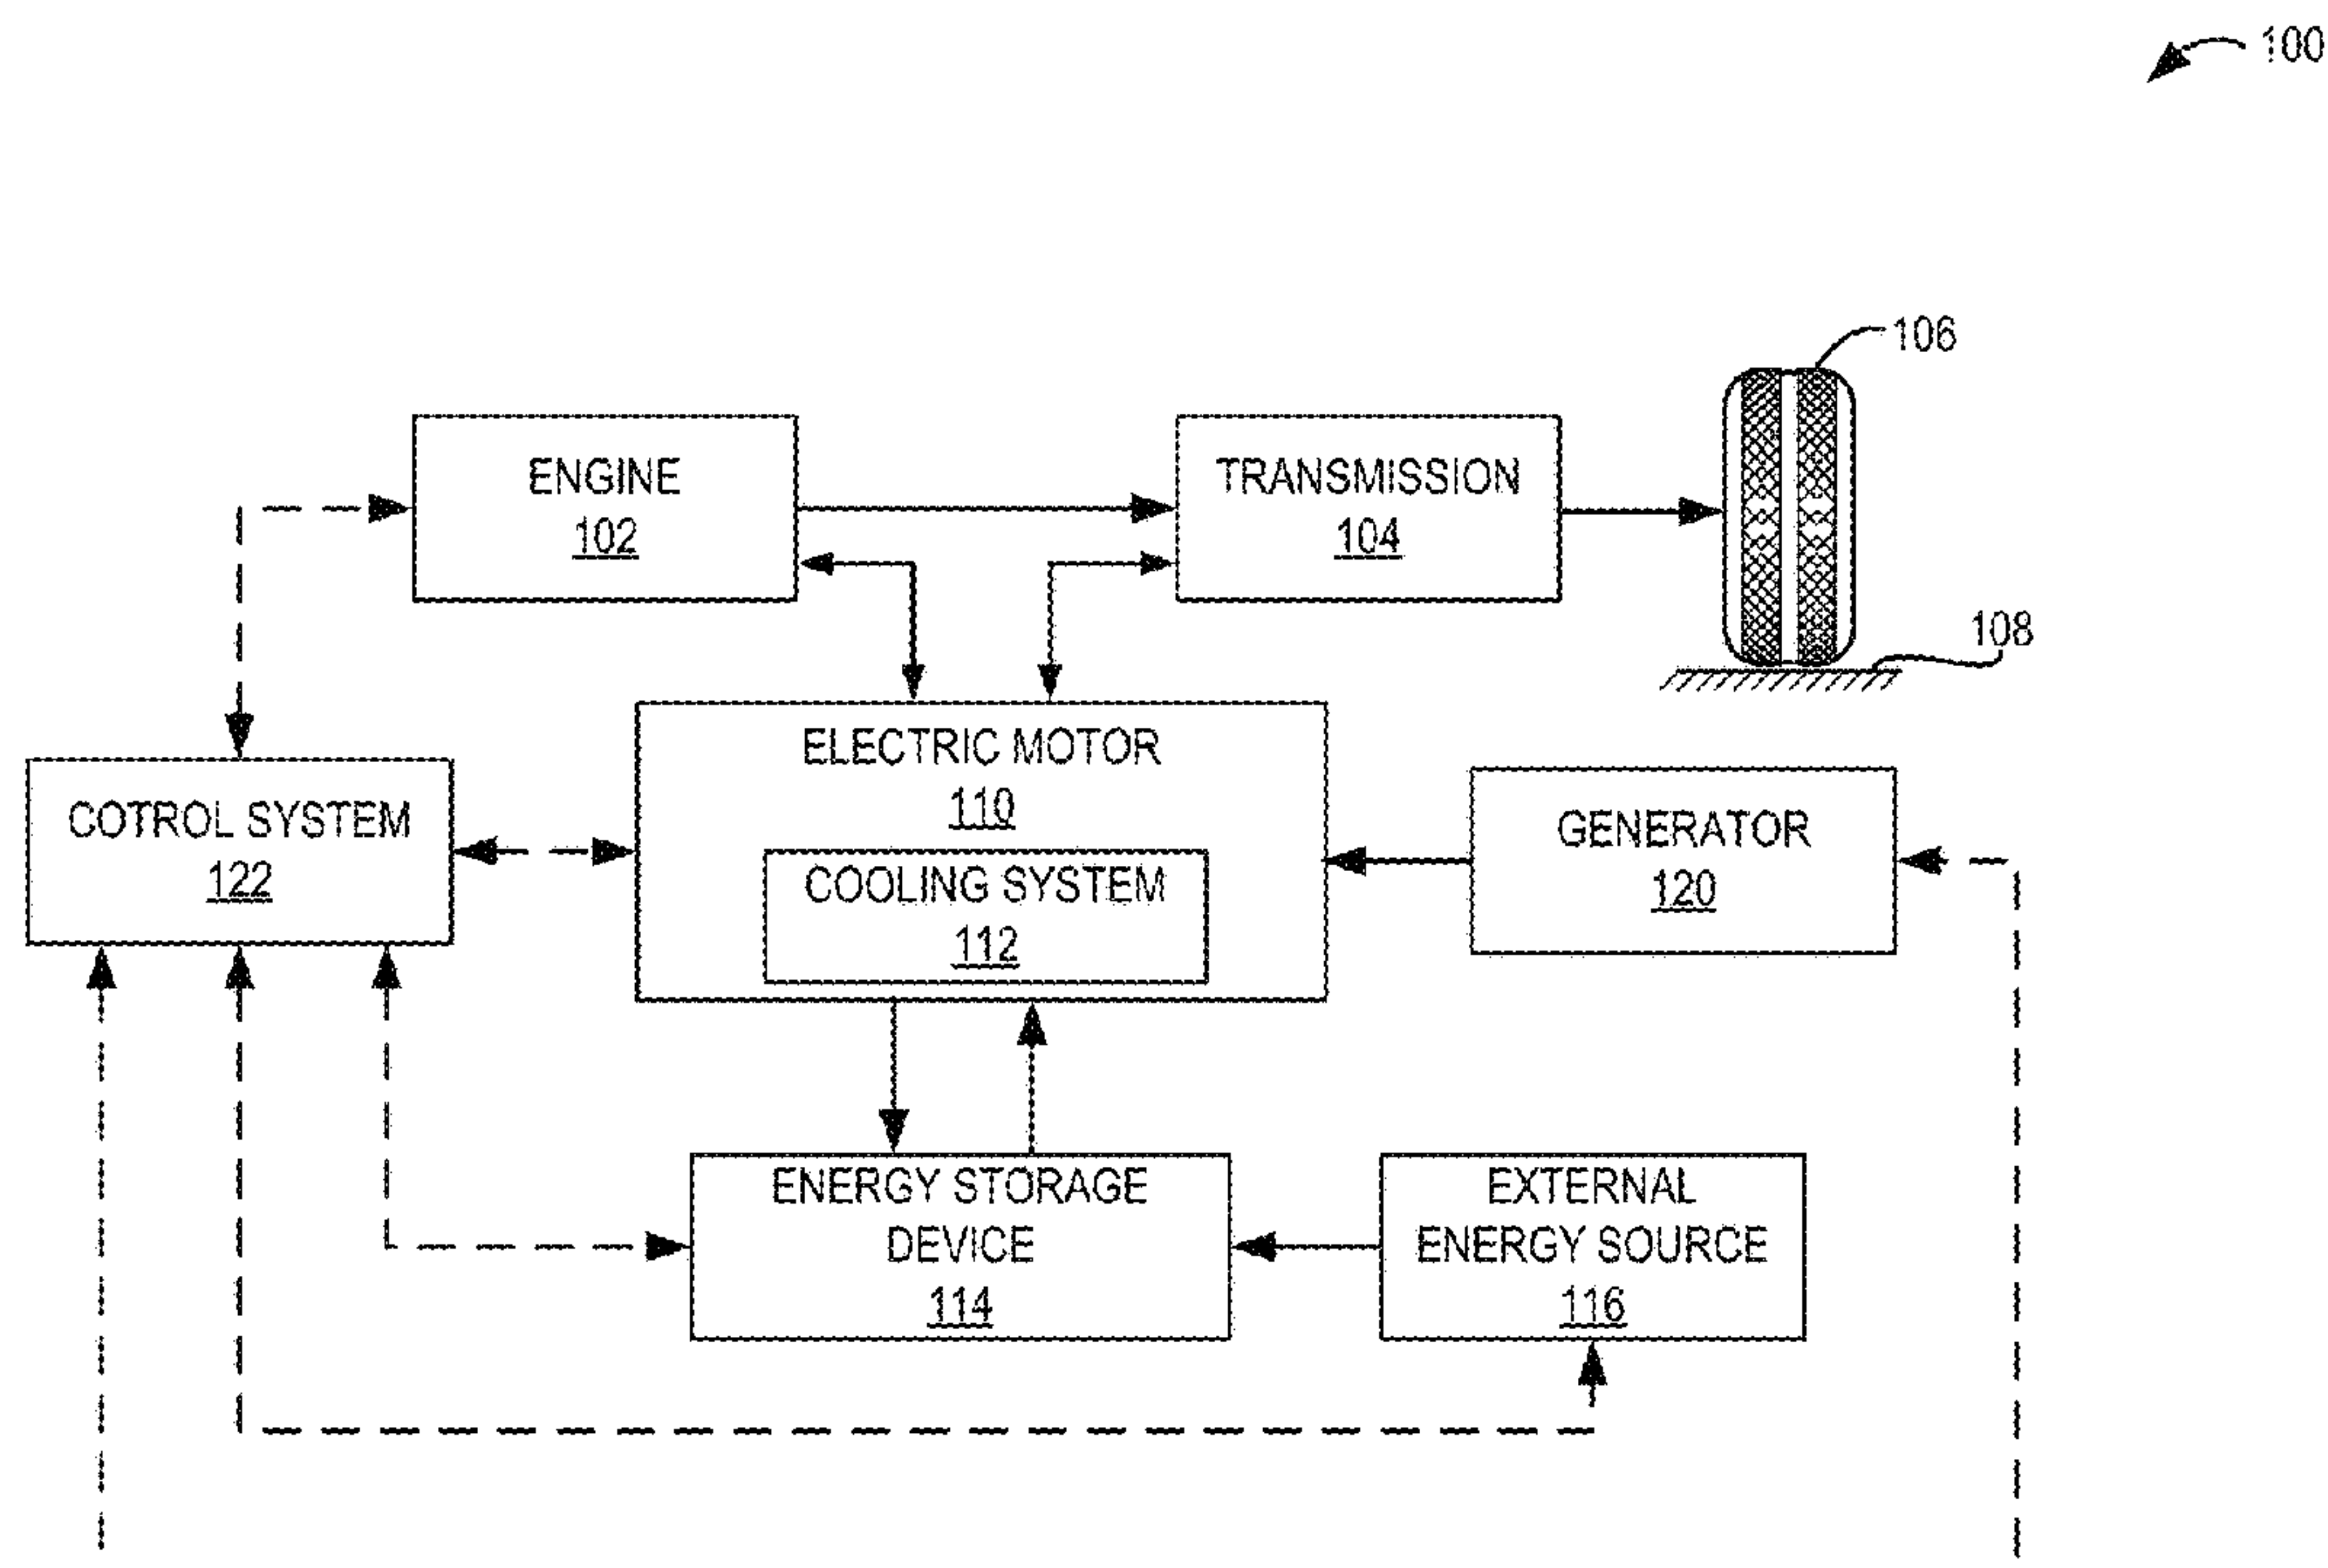 100
106
ENGINE
102
TRANSMISSION
104
108
ELECTRIC MOTOR
110
COTROL SYSTEM
122
GENERATOR
120
COOLING SYSTEM
112
ENERGY STORAGE
DEVICE
114
EXTERNAL
ENERGY SOURCE
116